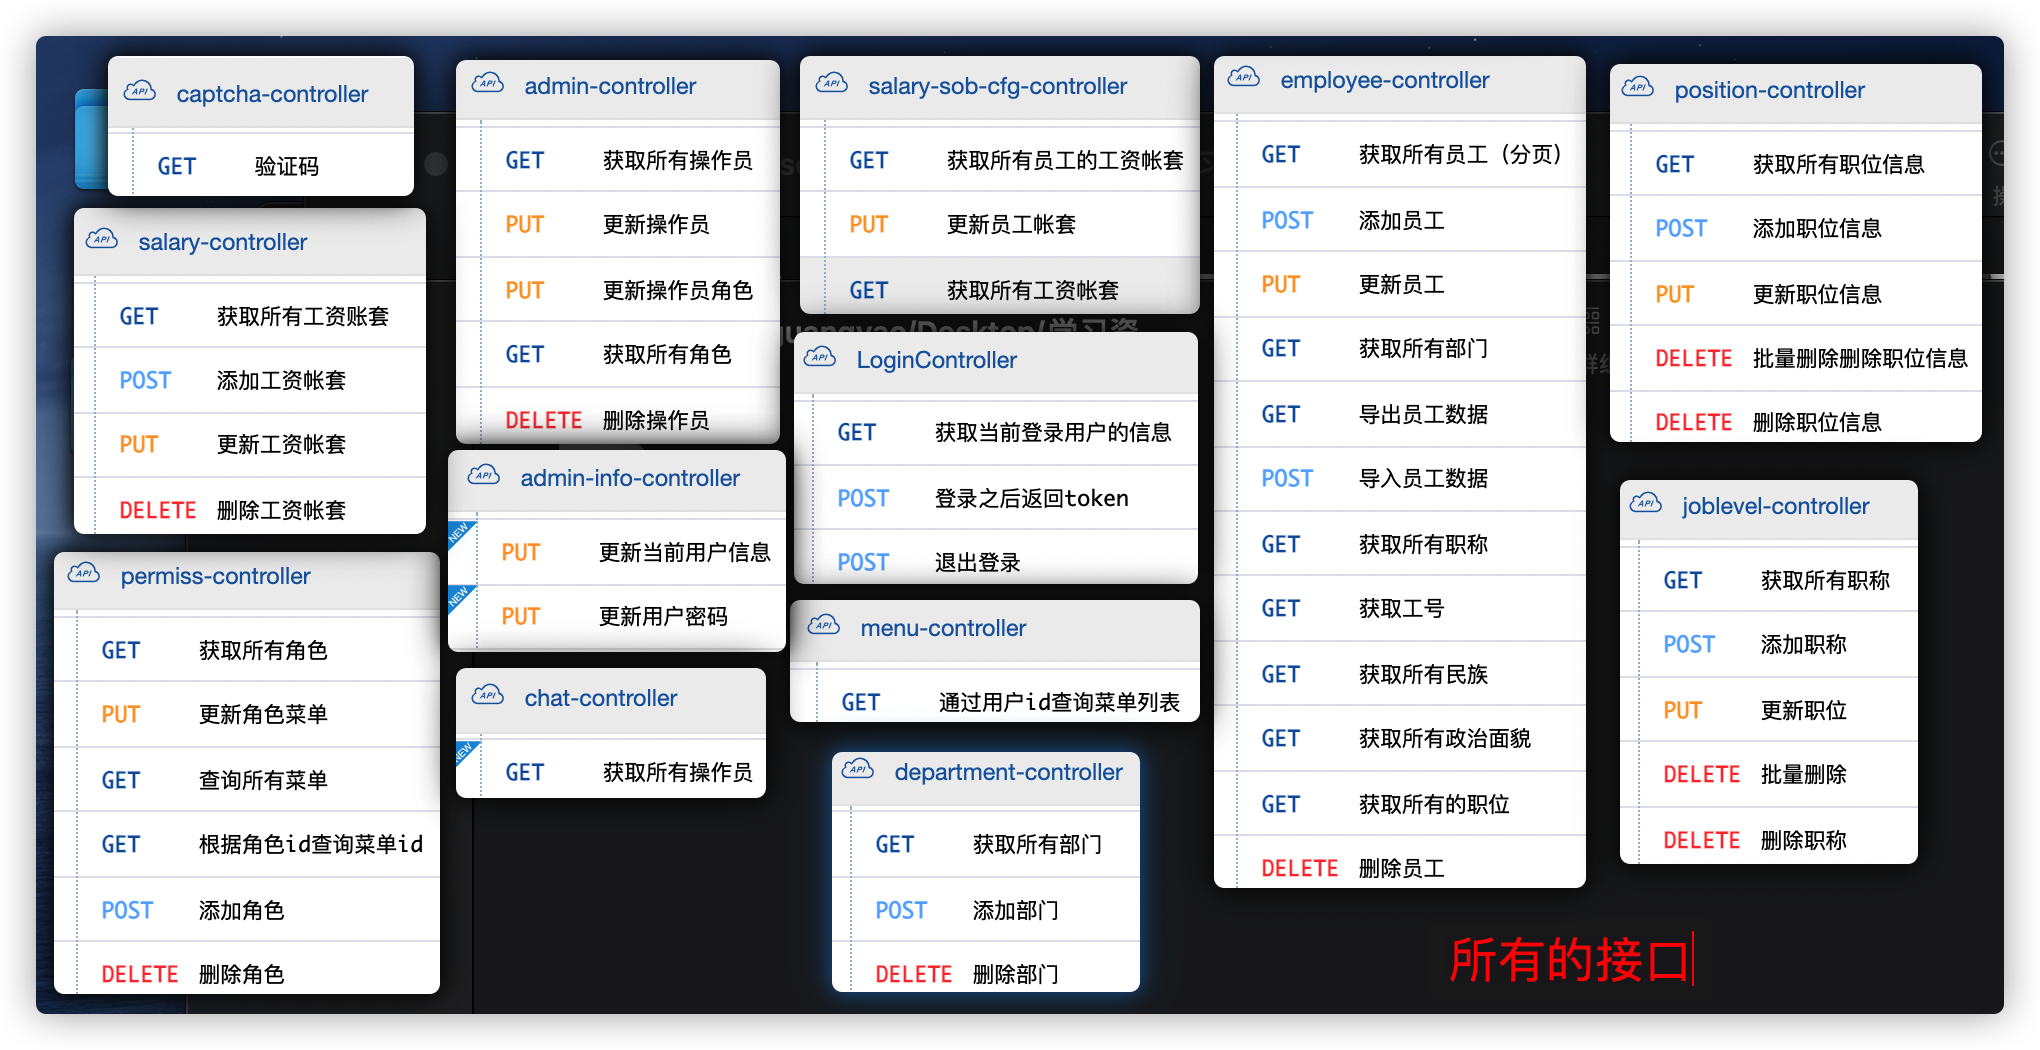 captcha-controller
GET 验证码
salary-controller
GET 获取所有工资账套
POST 添加工资帐套
PUT 更新工资帐套
DELETE 删除工资帐套
permiss-controller
GET 获取所有角色
PUT 更新角色菜单
GET 查询所有菜单
GET 根据角色id查询菜单id
POST 添加角色
DELETE 删除角色
admin-controller
GET 获取所有操作员
PUT 更新操作员
PUT 更新操作员角色
GET 获取所有角色
DELETE 删除操作员
admin-info-controller
NEW
PUT 更新当前用户信息
NEW
PUT 更新用户密码
chat-controller
NEW
GET 获取所有操作员
salary-sob-cfg-controller
GET 获取所有员工的工资帐套
PUT 更新员工帐套
GET 获取所有工资帐套
LoginController
GET 获取当前登录用户的信息
POST 登录之后返回token
POST 退出登录
menu-controller
GET 通过用户id查询菜单列表
department-controller
GET 获取所有部门
POST 添加部门
DELETE 删除部门
employee-controller
GET 获取所有员工（分页）
POST 添加员工
PUT 更新员工
GET 获取所有部门
GET 导出员工数据
POST 导入员工数据
GET 获取所有职称
GET 获取工号
GET 获取所有民族
GET 获取所有政治面貌
GET 获取所有的职位
DELETE 删除员工
position-controller
GET 获取所有职位信息
POST 添加职位信息
PUT 更新职位信息
DELETE 批量删除删除职位信息
DELETE 删除职位信息
joblevel-controller
GET 获取所有职称
POST 添加职称
PUT 更新职位
DELETE 批量删除
DELETE 删除职称
所有的接口